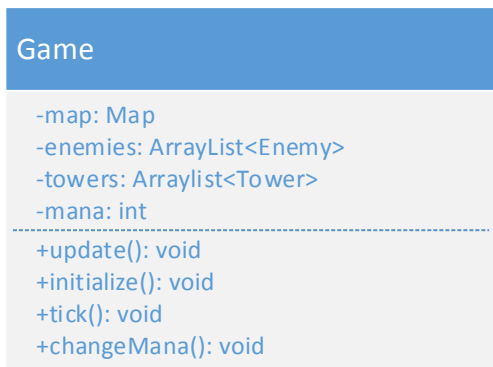 Game
-map: Map
-enemies: ArrayList<Enemy>
-towers: Arraylist<Tower>
-mana: int
+update(): void
+initialize(): void
+tick(): void
+changeMana(): void